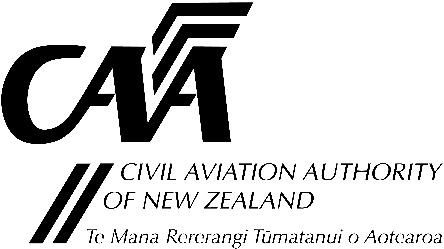 CAA
CIVIL AVIATION AUTHORITY
OF NEW ZEALAND
Te Mana Rererangi Tūmatanui o Aotearoa